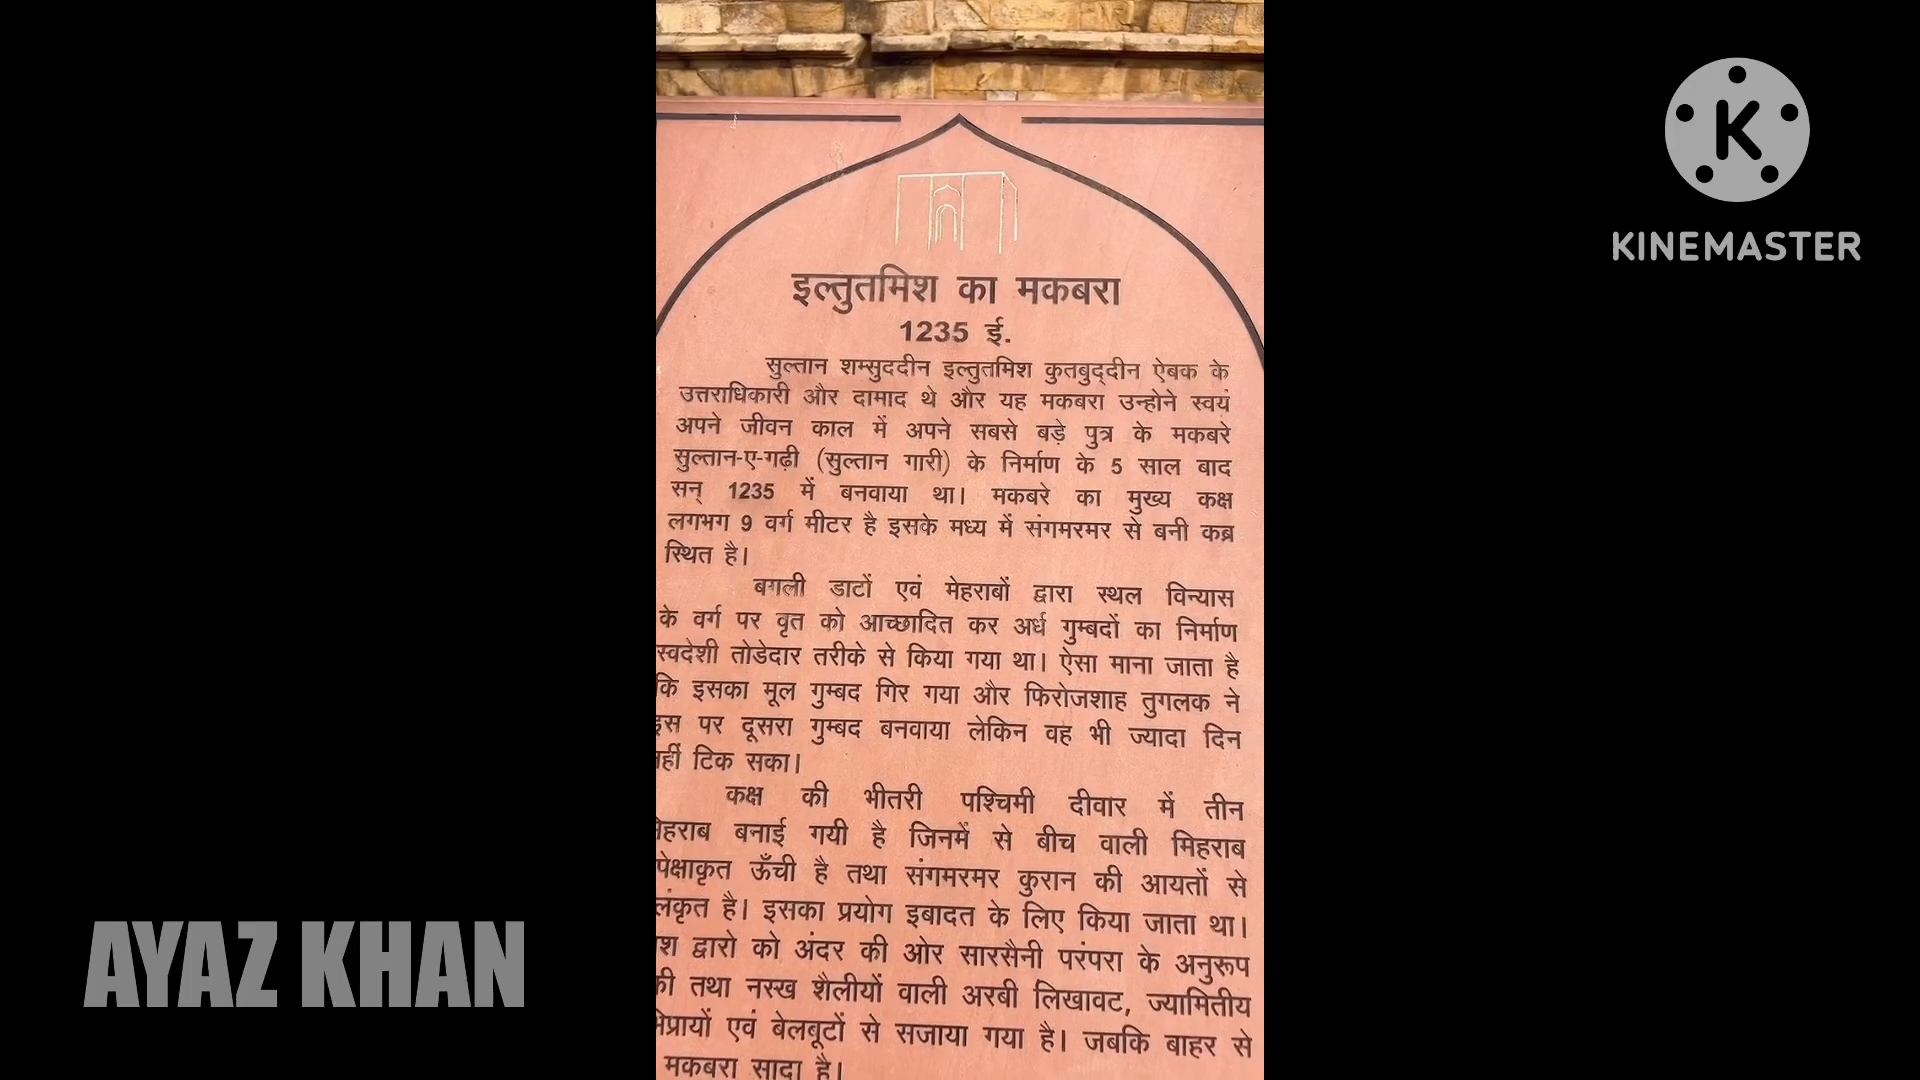 इल्तुतमिश का मकबरा
1235 ई.
सुल्तान शम्सुददीन इल्तुतमिश कुतबुद्दीन ऐबक के
उत्तराधिकारी और दामाद थे और यह मकबरा उन्होने स्वयं
अपने जीवन काल में अपने सबसे बड़े पुत्र के मकबरे
सुल्तान-ए-गढ़ी (सुल्तान गारी) के निर्माण के 5 साल बाद
सन् 1235 में बनवाया था। मकबरे का मुख्य कक्ष
लगभग 9 वर्ग मीटर है इसके मध्य में संगमरमर से बनी कब्र
स्थित है।
बगली डाटों एवं मेहराबों द्वारा स्थल विन्यास
के वर्ग पर वृत को आच्छादित कर अर्ध गुम्बदों का निर्माण
स्वदेशी तोडेदार तरीके से किया गया था। ऐसा माना जाता है
कि इसका मूल गुम्बद गिर गया और फिरोजशाह तुगलक ने
इस पर दूसरा गुम्बद बनवाया लेकिन वह भी ज्यादा दिन
टिक सका।
कक्ष की भीतरी पश्चिमी दीवार में तीन
बनाई गयी है जिनमें से बीच वाली मिहराब
ऊँची है तथा संगमरमर कुरान की आयतों से
है। इसका प्रयोग इबादत के लिए किया जाता था।
द्वारो को अंदर की ओर सारसैनी परंपरा के अनुरूप
तथा नस्ख शैलीयों वाली अरबी लिखावट, ज्यामितीय
एवं बेलबूटों से सजाया गया है। जबकि बाहर से
मकबरा सादा है।
KINEMASTER
AYAZ KHAN